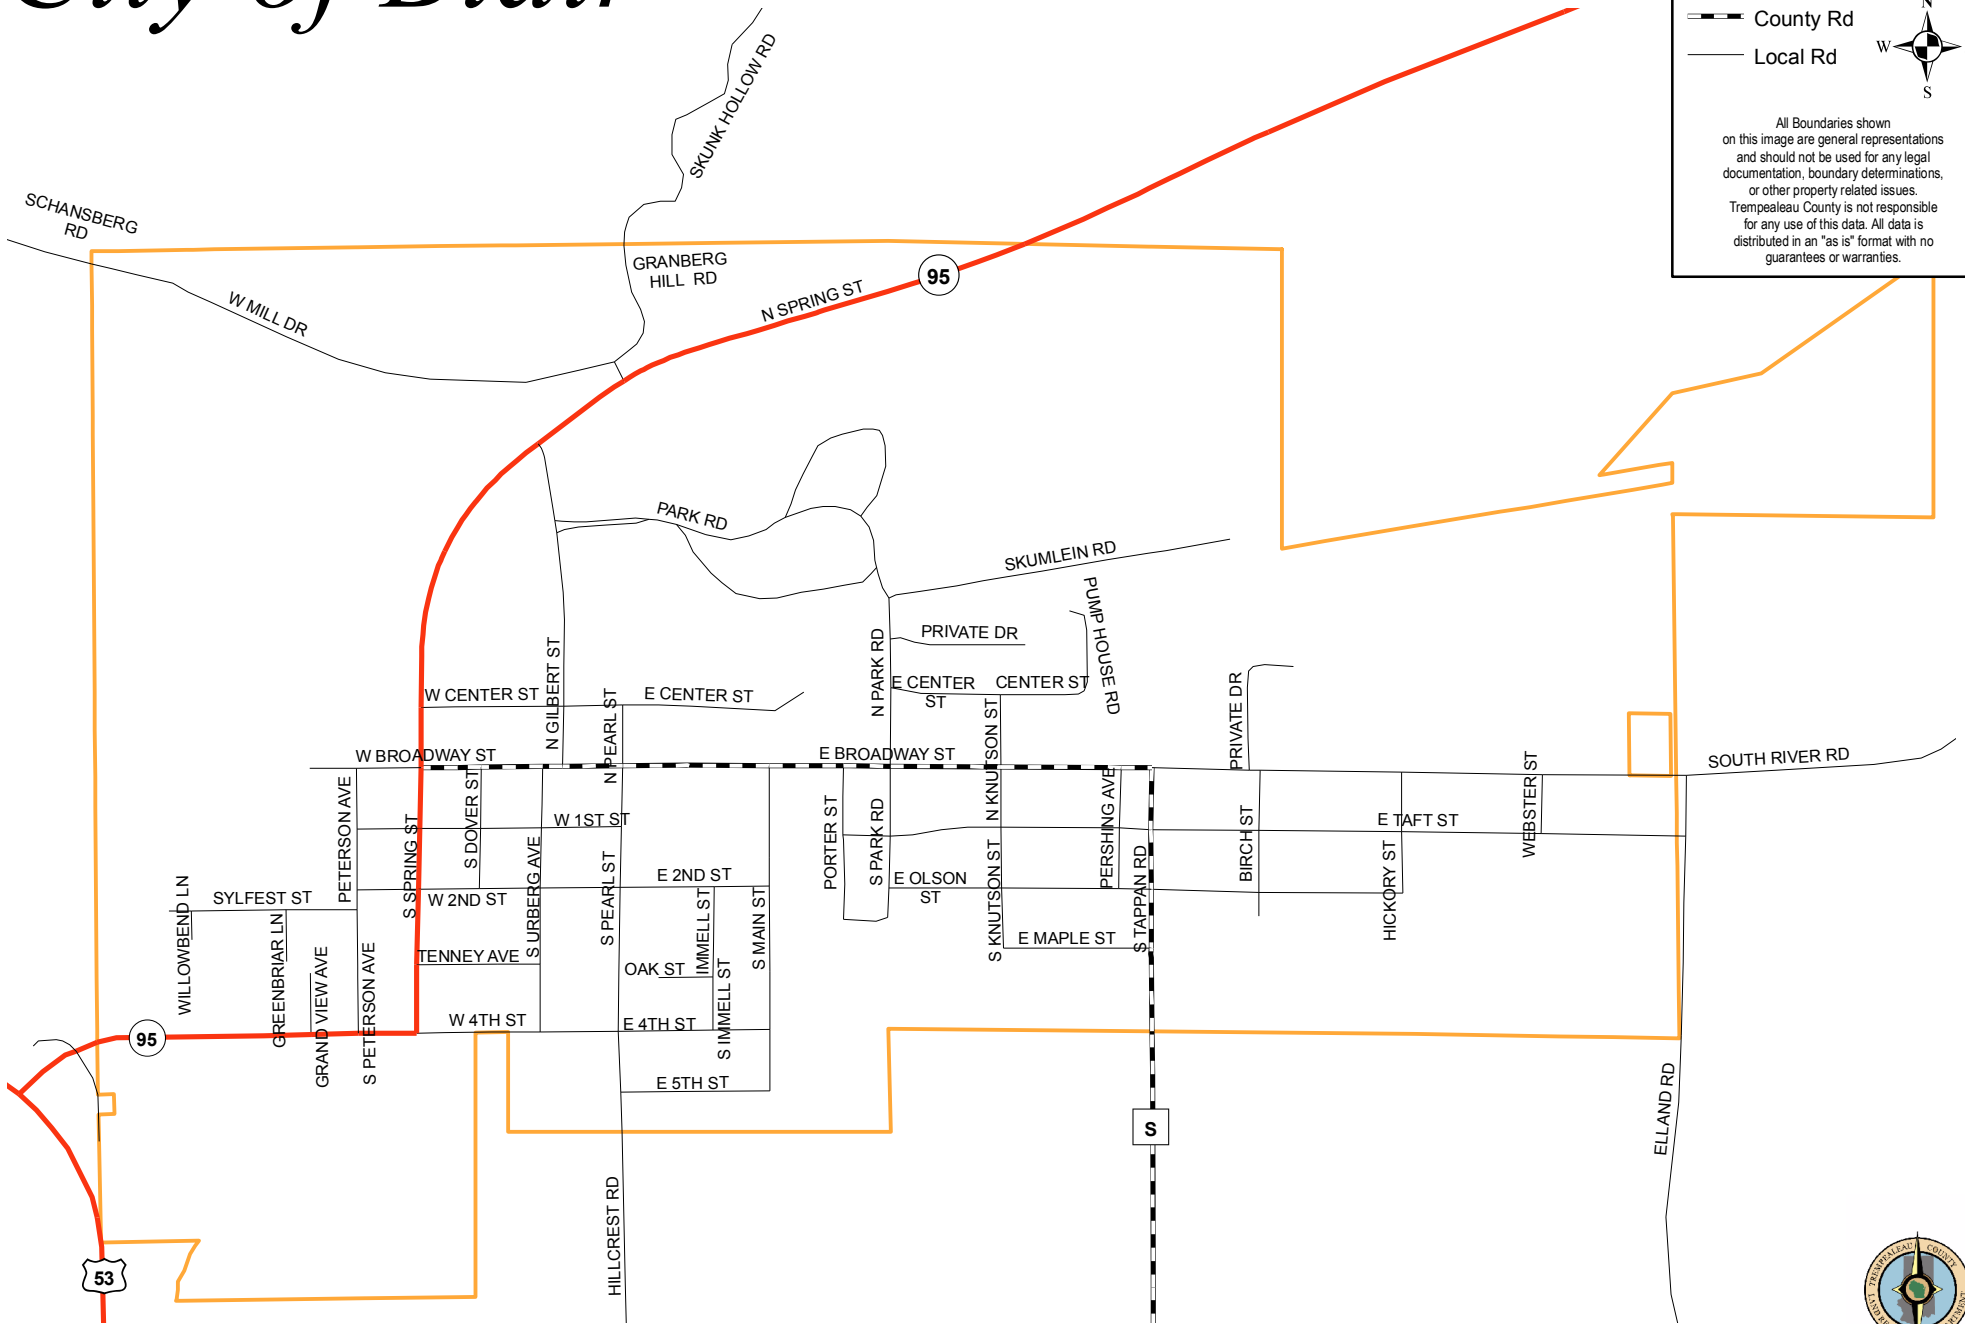 City of Blair
County Rd
Local Rd
N
W
S
All Boundaries shown
on this image are general representations
and should not be used for any legal
documentation, boundary determinations,
or other property related issues.
Trempealeau County is not responsible
for any use of this data. All data is
distributed in an "as is" format with no
guarantees or warranties.
SKUNK HOLLOW RD
SCHANSBERG
RD
GRANBERG
HILL RD
95
N SPRING ST
W MILL DR
PARK RD
SKUMLEIN RD
PUMP HOUSE RD
PRIVATE DR
N GILBERT ST
N PARK RD
W CENTER ST
E CENTER ST
E CENTER
ST
CENTER ST
N PEARL ST
N KNUTSON ST
PRIVATE DR
W BROADWAY ST
E BROADWAY ST
SOUTH RIVER RD
PETERSON AVE
S SPRING ST
S DOVER ST
W 1ST ST
PORTER ST
S PARK RD
PERSHING AVE
BIRCH ST
E TAFT ST
WEBSTER ST
S URBERG AVE
S PEARL ST
E 2ND ST
W 2ND ST
E OLSON
ST
S KNUTSON ST
S TAPPAN RD
HICKORY ST
WILLOWBEND LN
SYLFEST ST
GREENBRIAR LN
GRAND VIEW AVE
S PETERSON AVE
TENNEY AVE
OAK ST
IMMELL ST
S IMMELL ST
S MAIN ST
E MAPLE ST
95
W 4TH ST
E 4TH ST
E 5TH ST
S
ELLAND RD
HILLCREST RD
53
TREMPEALEAU COUNTY